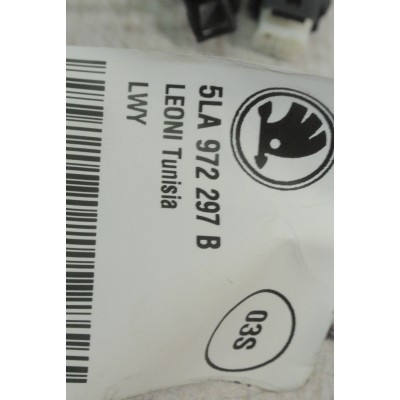 5LA 972 297 B
LEONI Tunisia
LWY
03S